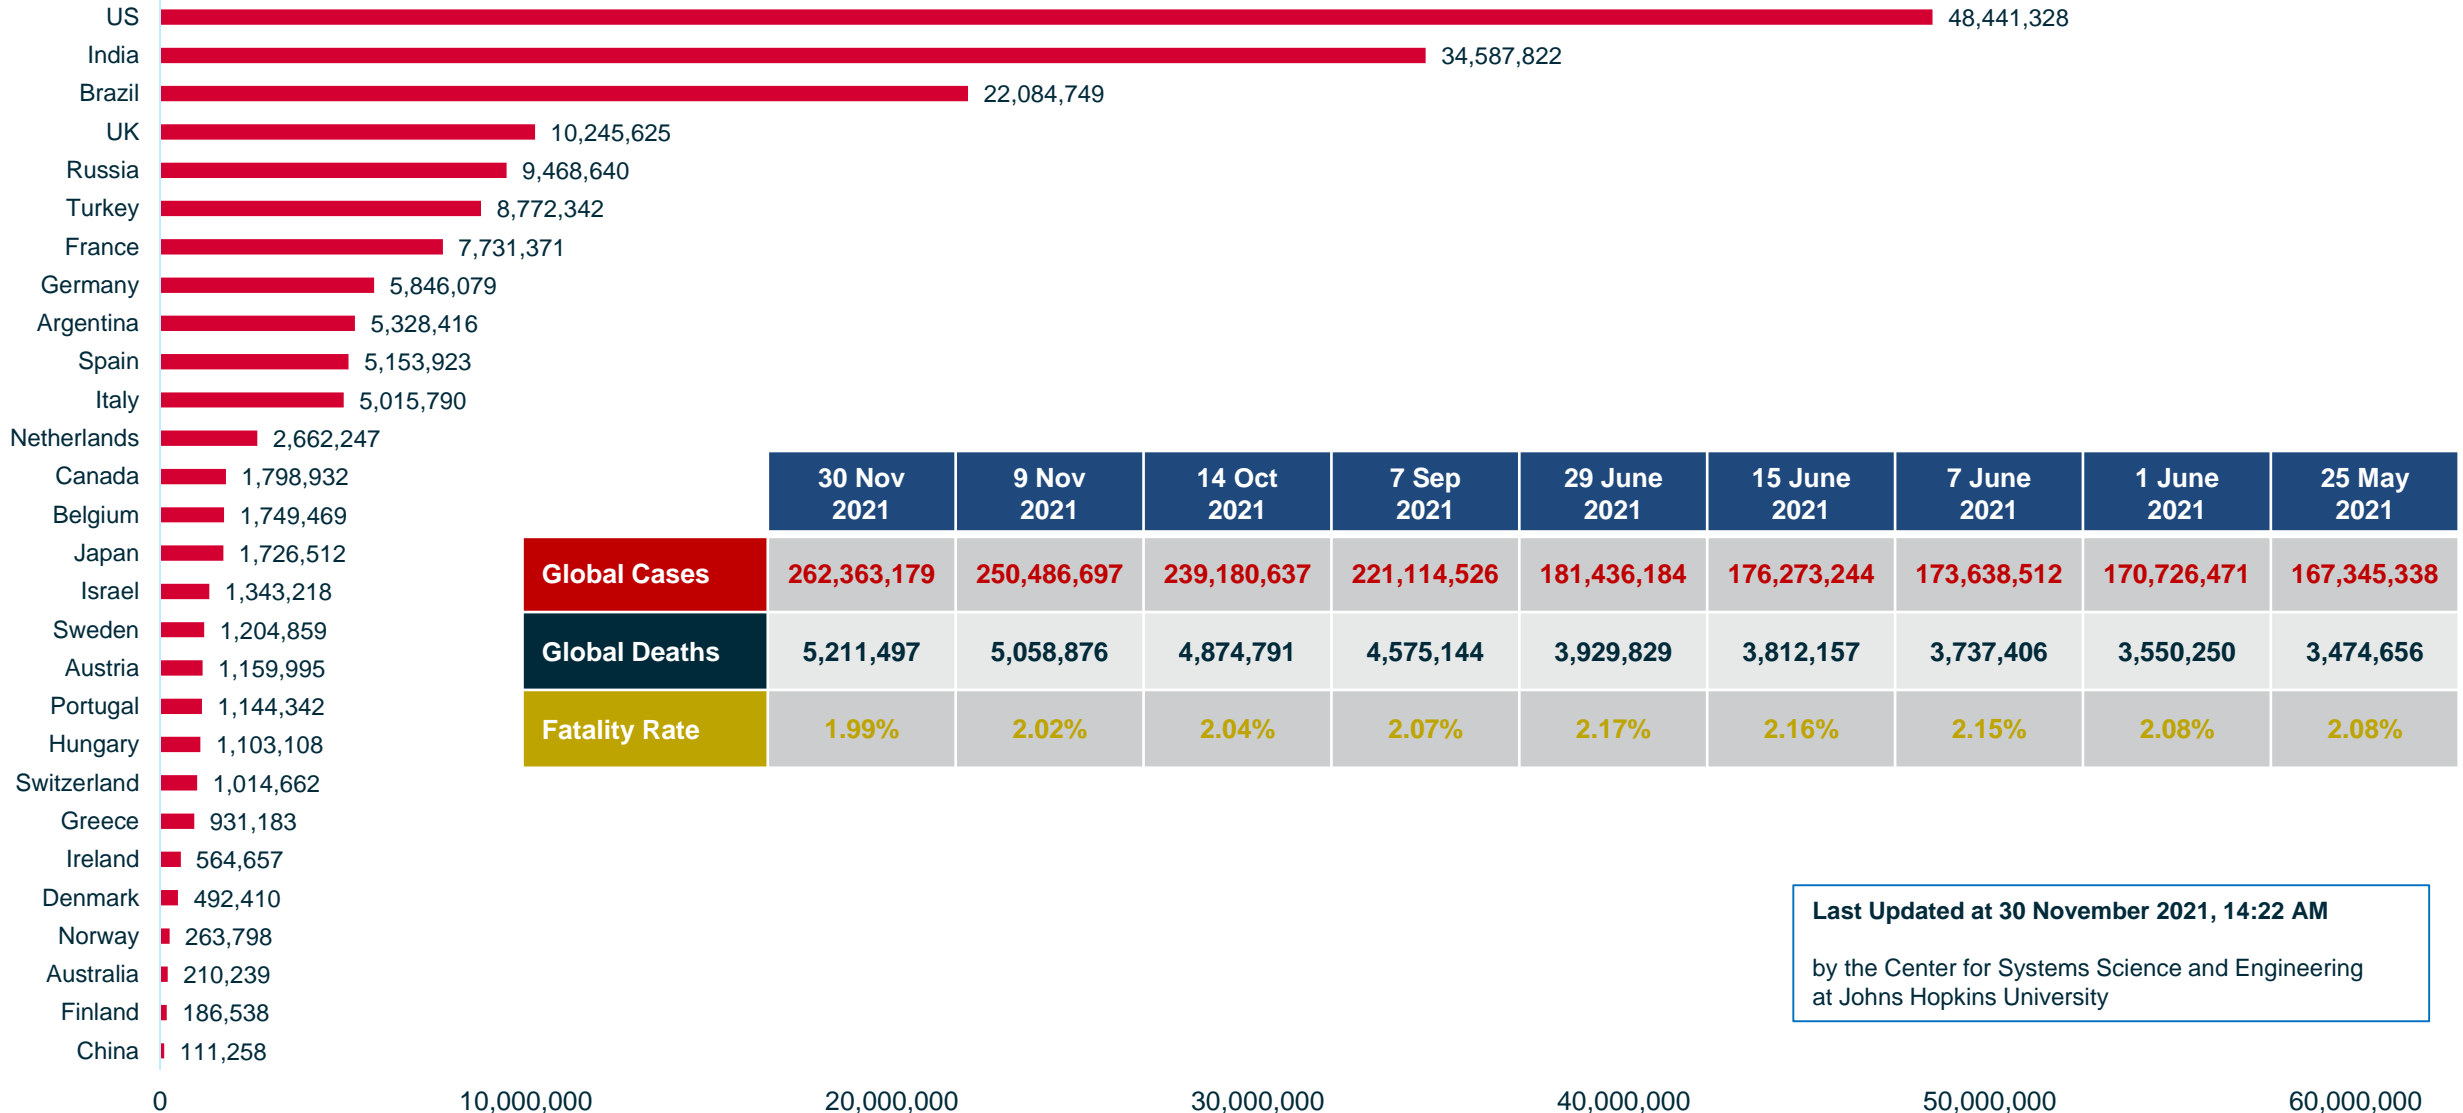 US 48,441,328
India 34,587,822
Brazil 22,084,749
UK 10,245,625
Russia 9,468,640
Turkey 8,772,342
France 7,731,371
Germany 5,846,079
Argentina 5,328,416
Spain 5,153,923
Italy 5,015,790
Netherlands 2,662,247
Canada 1,798,932
Belgium 1,749,469
Japan 1,726,512
Israel 1,343,218
Sweden 1,204,859
Austria 1,159,995
Portugal 1,144,342
Hungary 1,103,108
Switzerland 1,014,662
Greece 931,183
Ireland 564,657
Denmark 492,410
Norway 263,798
Australia 210,239
Finland 186,538
China 111,258
0 10,000,000 20,000,000 30,000,000 40,000,000 50,000,000 60,000,000
30 Nov 9 Nov 14 Oct 7 Sep 29 June 15 June 7 June 1 June 25 May
2021 2021 2021 2021 2021 2021 2021 2021 2021
Global Cases 262,363,179 250,486,697 239,180,637 221,114,526 181,436,184 176,273,244 173,638,512 170,726,471 167,345,338
Global Deaths 5,211,497 5,058,876 4,874,791 4,575,144 3,929,829 3,812,157 3,737,406 3,550,250 3,474,656
Fatality Rate 1.99% 2.02% 2.04% 2.07% 2.17% 2.16% 2.15% 2.08% 2.08%
Last Updated at 30 November 2021, 14:22 AM
by the Center for Systems Science and Engineering
at Johns Hopkins University